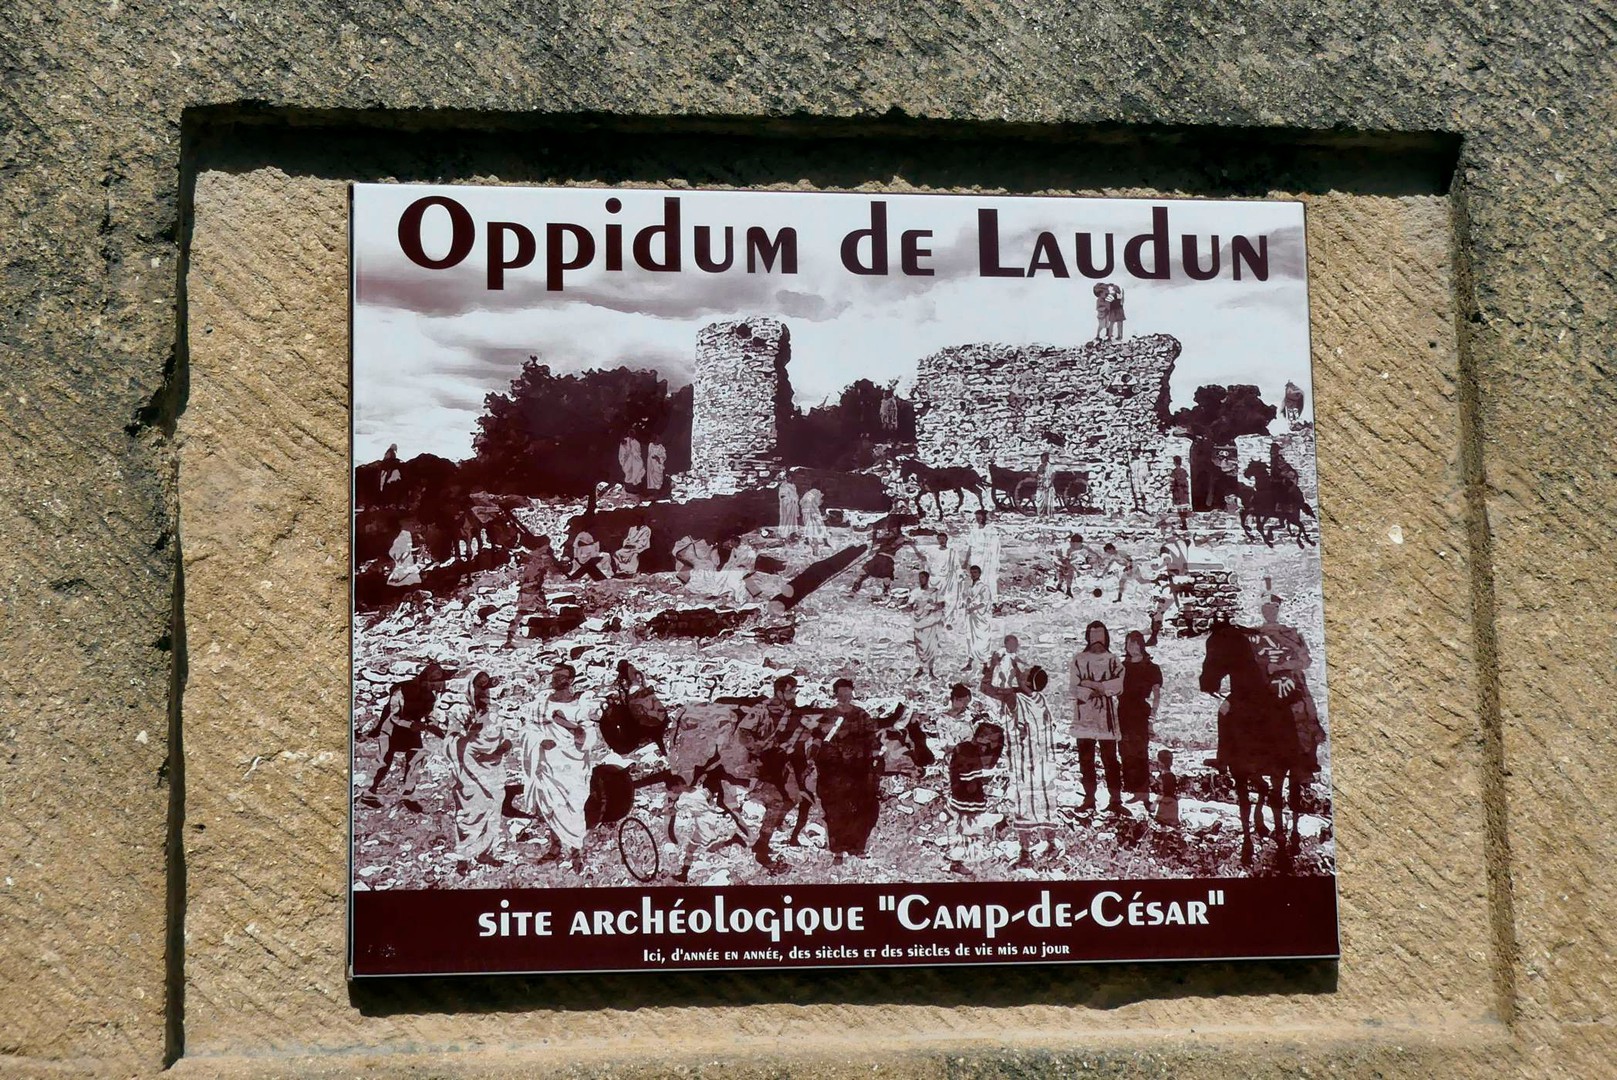 Oppidum de Laudun
site archéologique "Camp-de-César"
Ici, d'année en année, des siècles et des siècles de vie mis au jour